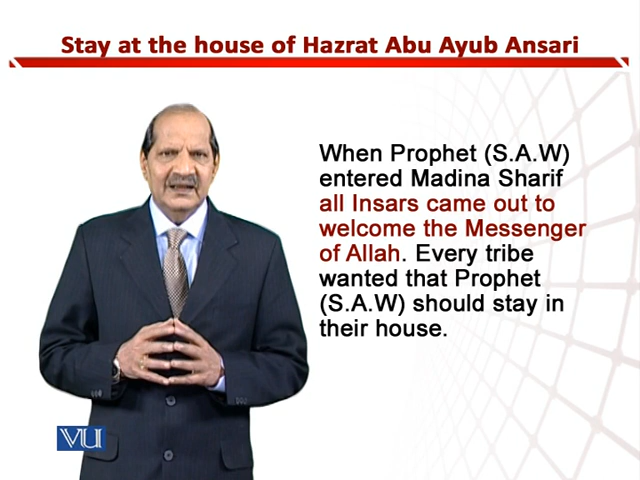 Stay at the house of Hazrat Abu Ayub Ansari
When Prophet (S.A.W)
entered Madina Sharif
all Insars came out to
welcome the Messenger
of Allah. Every tribe
wanted that Prophet
(S.A.W) should stay in
their house.
VU